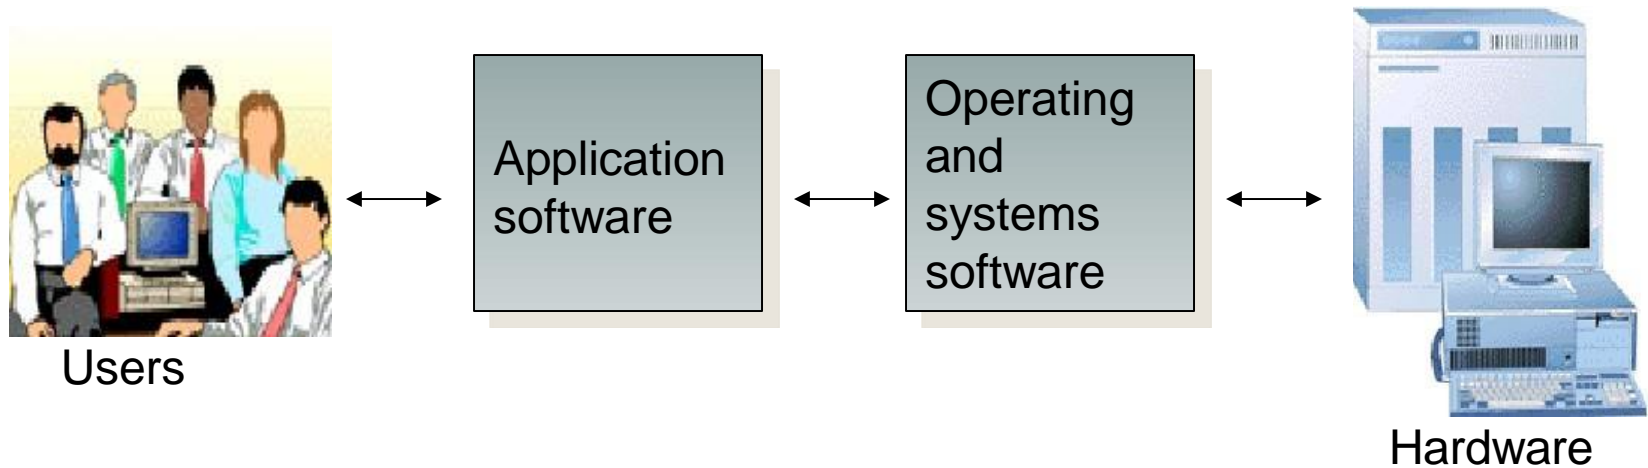 Users
Application
software
Operating
and
systems
software
Hardware